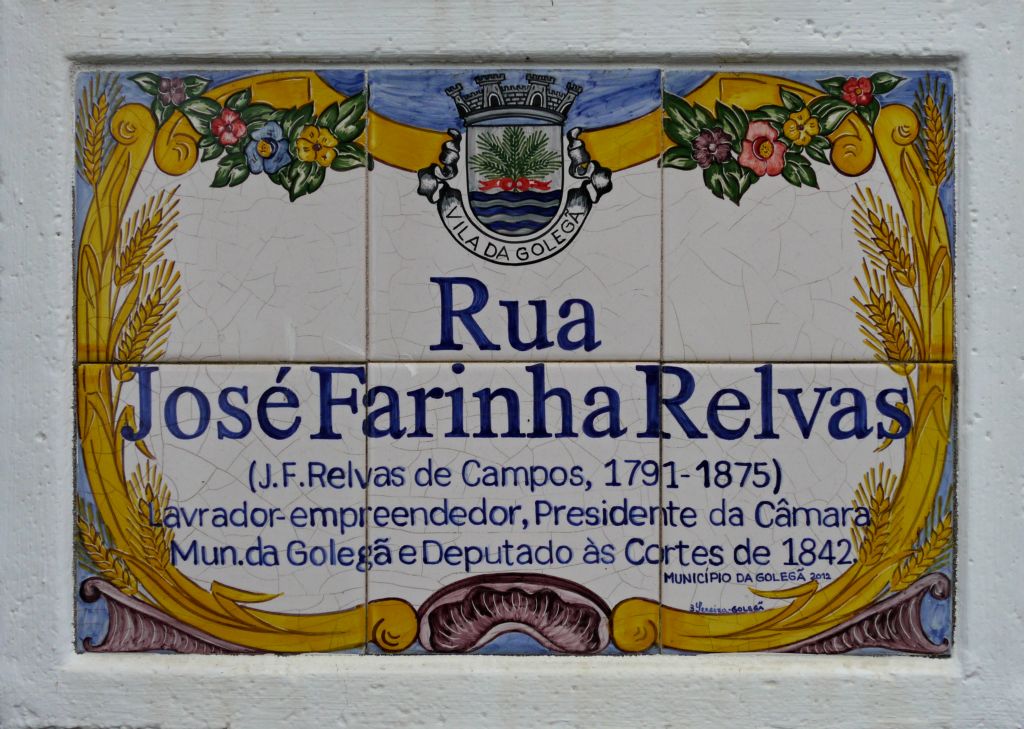 VILA DA GOLEGÃ
Rua
José Farinha Relvas
(J.F. Relvas de Campos, 1791-1875)
Lavrador-empreendedor, Presidente da Câmara
Mun. da Golegã e Deputado às Cortes de 1842.
MUNICÍPIO DA GOLEGÃ 2012
GOLEGÃ